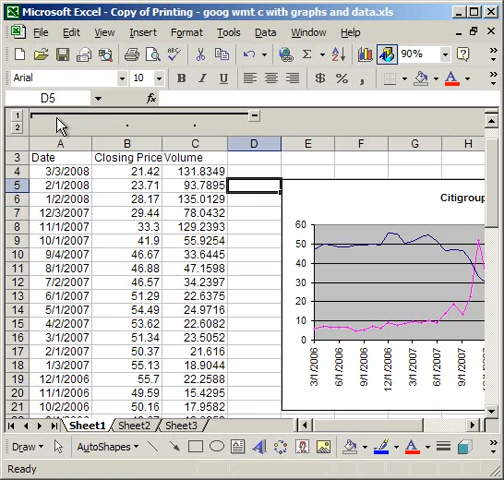 Microsoft Excel - Copy of Printing - goog wmt c with graphs and data.xls
File Edit View Insert Format Tools Data Window Help
Σ 90%
Arial 10 B I U $ % A
D5 fx
1
2
A B C D E F G H
3 Date Closing Price Volume
4 3/3/2008 21.42 131.8349
5 2/1/2008 23.71 93.7895
6 1/2/2008 28.17 135.0129
7 12/3/2007 29.44 78.0432
8 11/1/2007 33.3 129.2393
9 10/1/2007 41.9 55.9254
10 9/4/2007 46.67 33.6445
11 8/1/2007 46.88 47.1598
12 7/2/2007 46.57 34.2397
13 6/1/2007 51.29 22.6375
14 5/1/2007 54.49 24.9716
15 4/2/2007 53.62 22.6082
16 3/1/2007 51.34 23.5052
17 2/1/2007 50.37 21.616
18 1/3/2007 55.13 18.9044
19 12/1/2006 55.7 22.2588
20 11/1/2006 49.59 15.4295
21 10/2/2006 50.16 17.9582
22
Citigroup
60
50
40
30
20
10
0
3/1/2006 6/1/2006 9/1/2006 12/1/2006 3/1/2007 6/1/2007 9/1/2007
Sheet1 Sheet2 Sheet3
Draw AutoShapes A
Ready